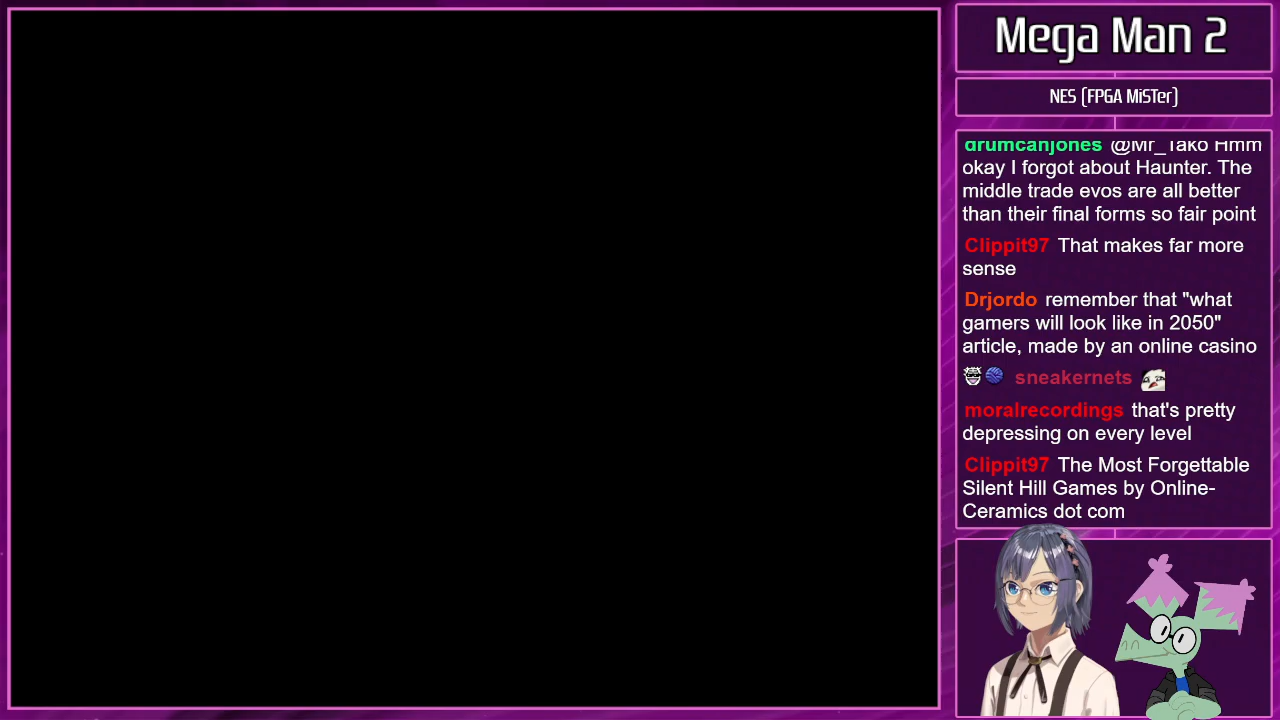 Mega Man 2
NES (FPGA MiSTer)
drumcanjones @Mr_Tako Hmm
okay I forgot about Haunter. The
middle trade evos are all better
than their final forms so fair point
Clippit97 That makes far more
sense
Drjordo remember that "what
gamers will look like in 2050"
article, made by an online casino
sneakernets
moralrecordings that's pretty
depressing on every level
Clippit97 The Most Forgettable
Silent Hill Games by Online-
Ceramics dot com